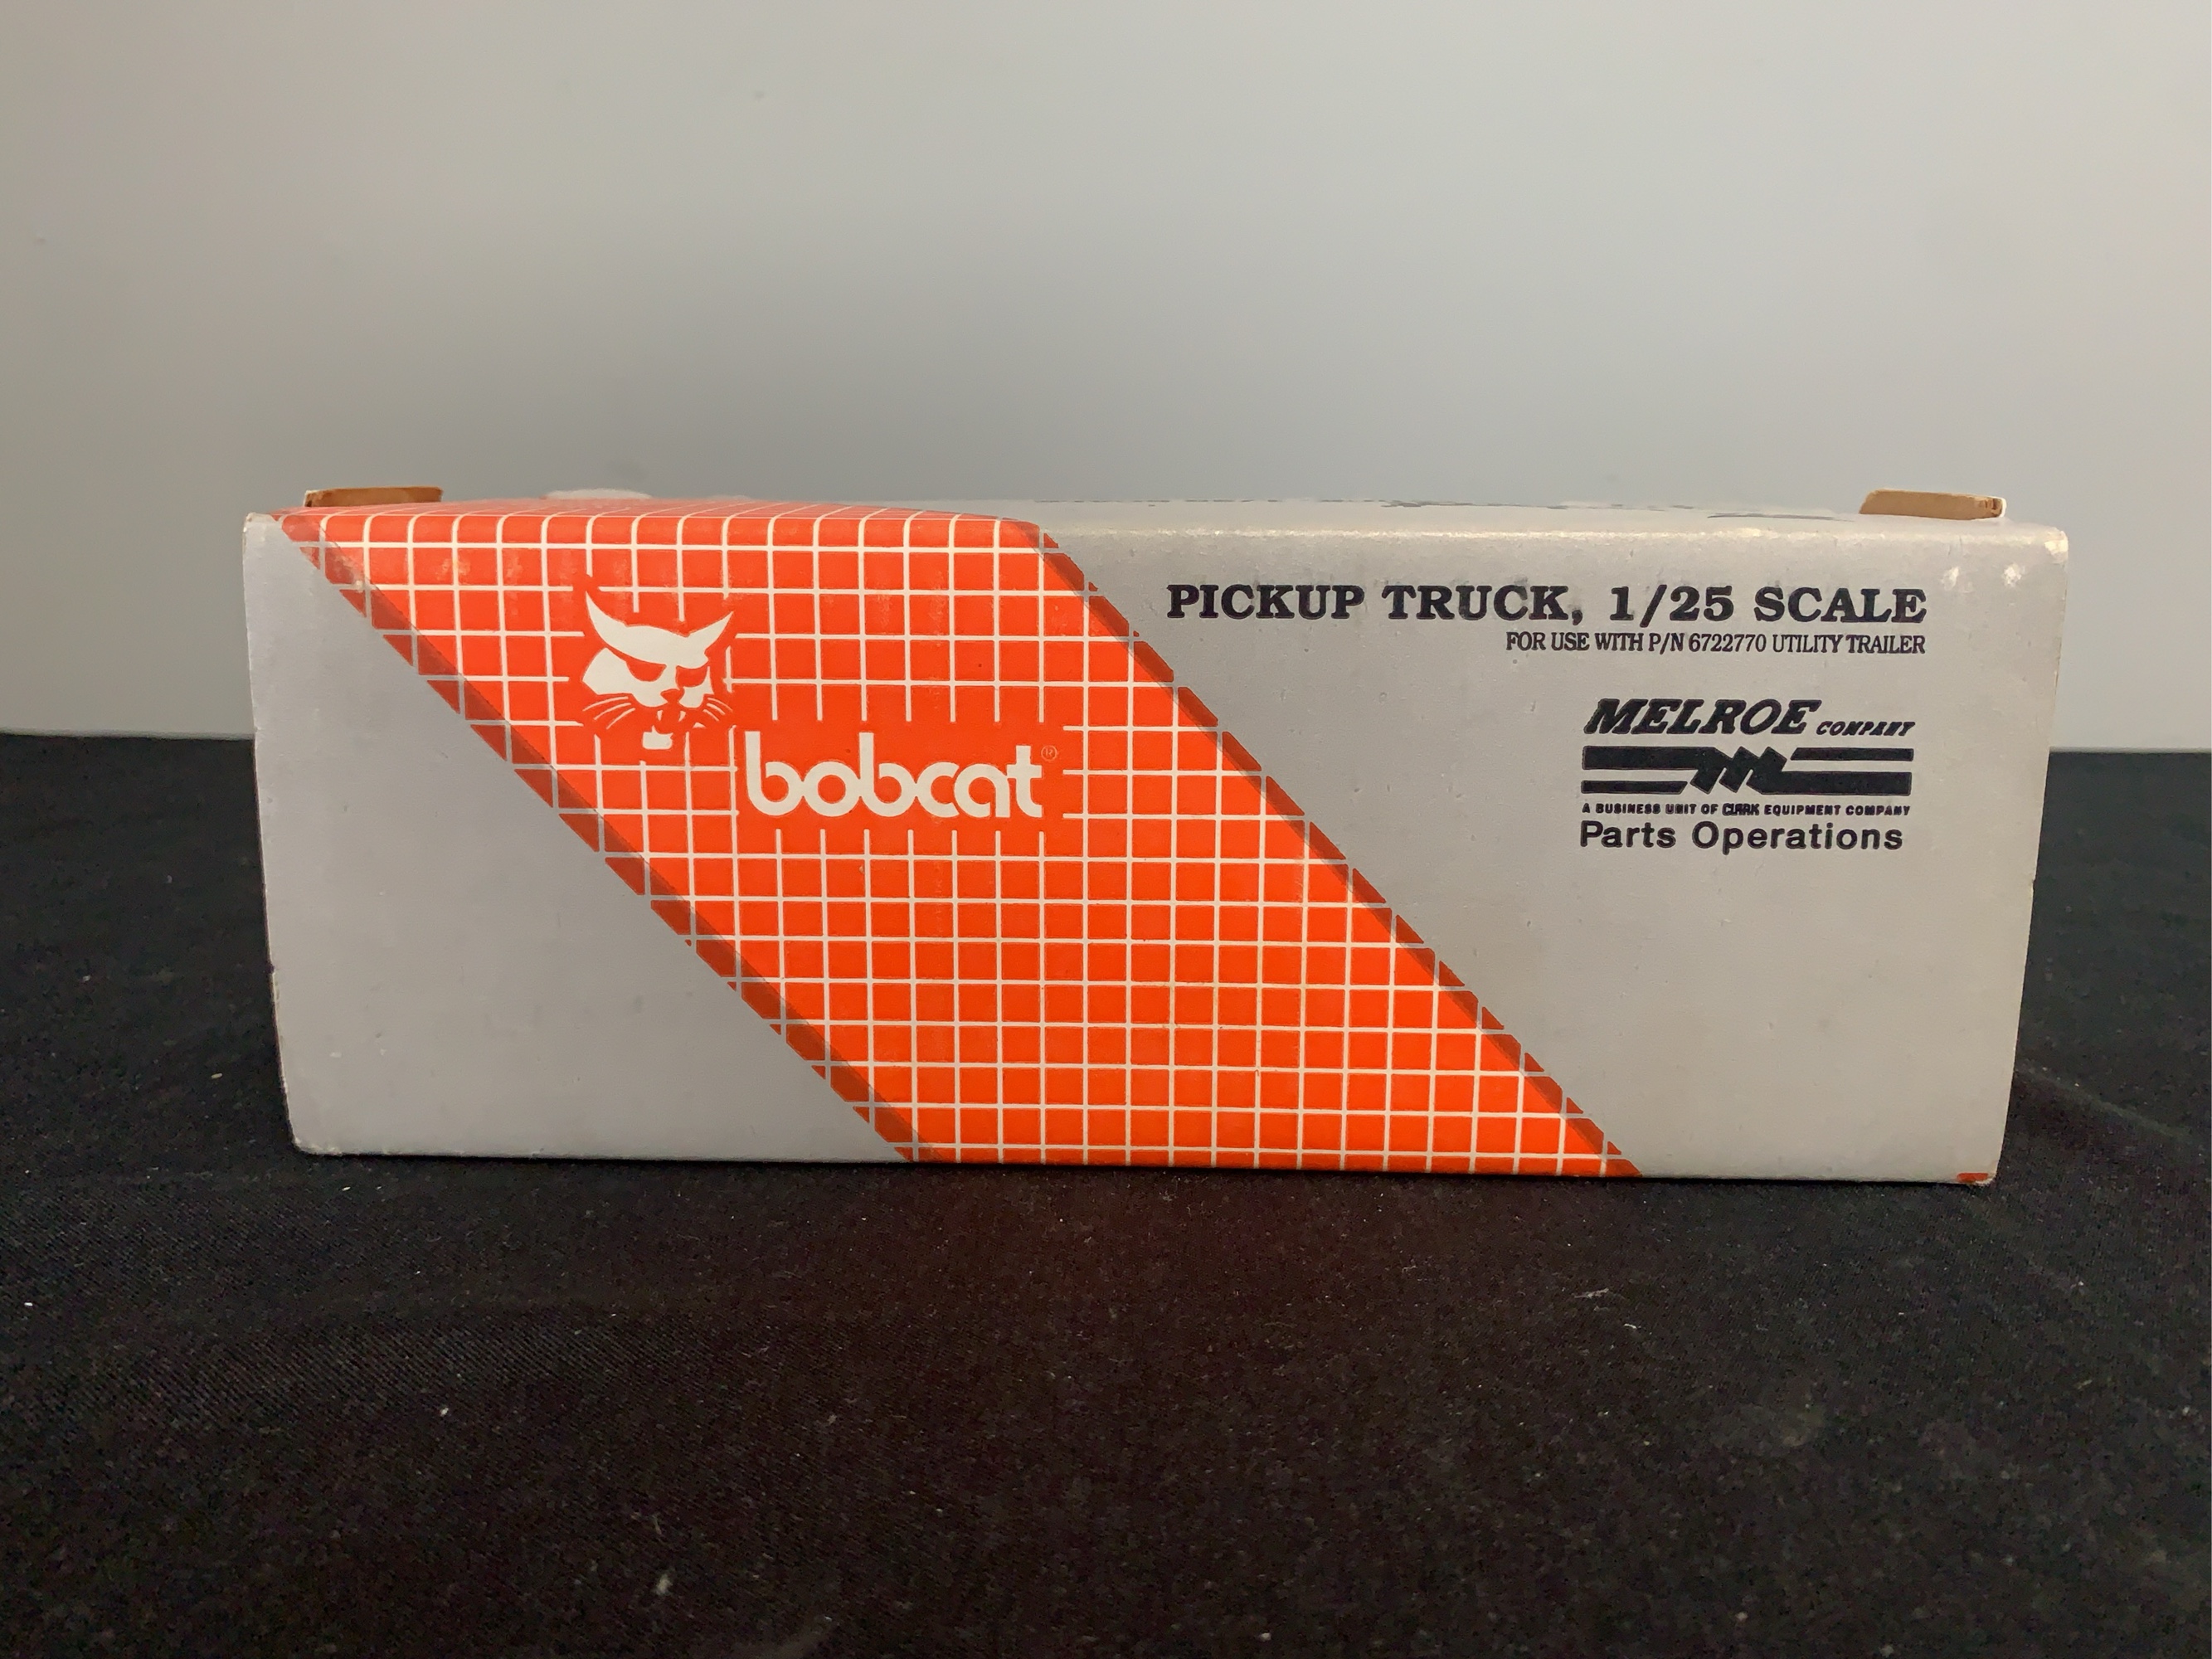 bobcat®
PICKUP TRUCK, 1/25 SCALE
FOR USE WITH P/N 6722770 UTILITY TRAILER
MELROE COMPANY
A BUSINESS UNIT OF CLARK EQUIPMENT COMPANY
Parts Operations